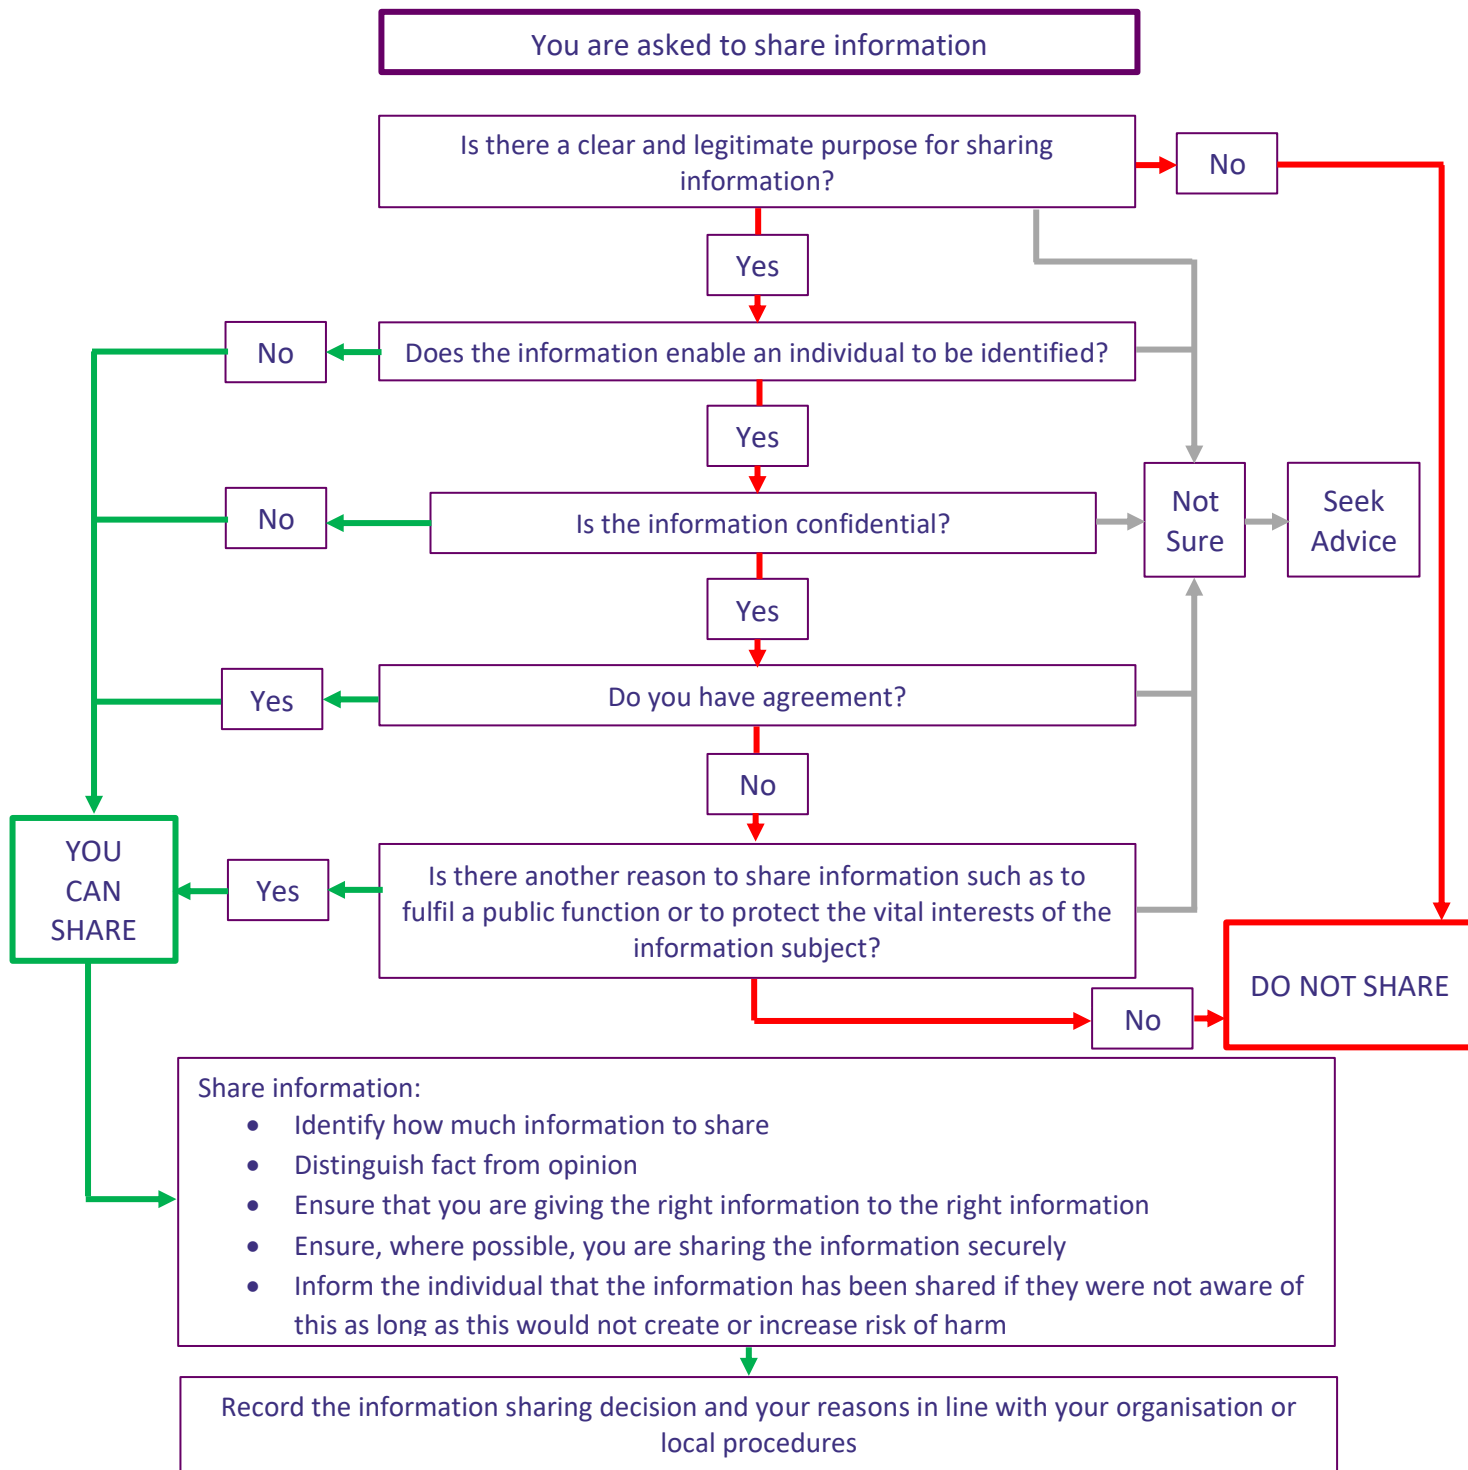 You are asked to share information
Is there a clear and legitimate purpose for sharing
information?
No
Yes
No
Does the information enable an individual to be identified?
Yes
No
Is the information confidential?
Not
Sure
Seek
Advice
Yes
Yes
Do you have agreement?
No
YOU
CAN
SHARE
Yes
Is there another reason to share information such as to
fulfil a public function or to protect the vital interests of the
information subject?
DO NOT SHARE
No
Share information:
• Identify how much information to share
• Distinguish fact from opinion
• Ensure that you are giving the right information to the right information
• Ensure, where possible, you are sharing the information securely
• Inform the individual that the information has been shared if they were not aware of
this as long as this would not create or increase risk of harm
Record the information sharing decision and your reasons in line with your organisation or
local procedures